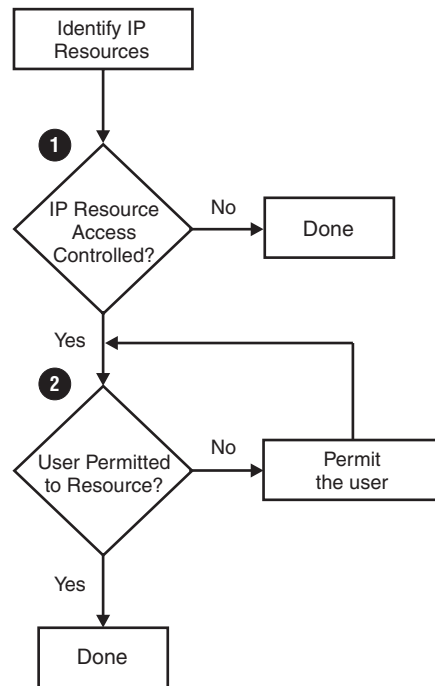 Identify IP
Resources
1
IP Resource
Access
Controlled?
No
Done
Yes
2
User Permitted
to Resource?
No
Permit
the user
Yes
Done